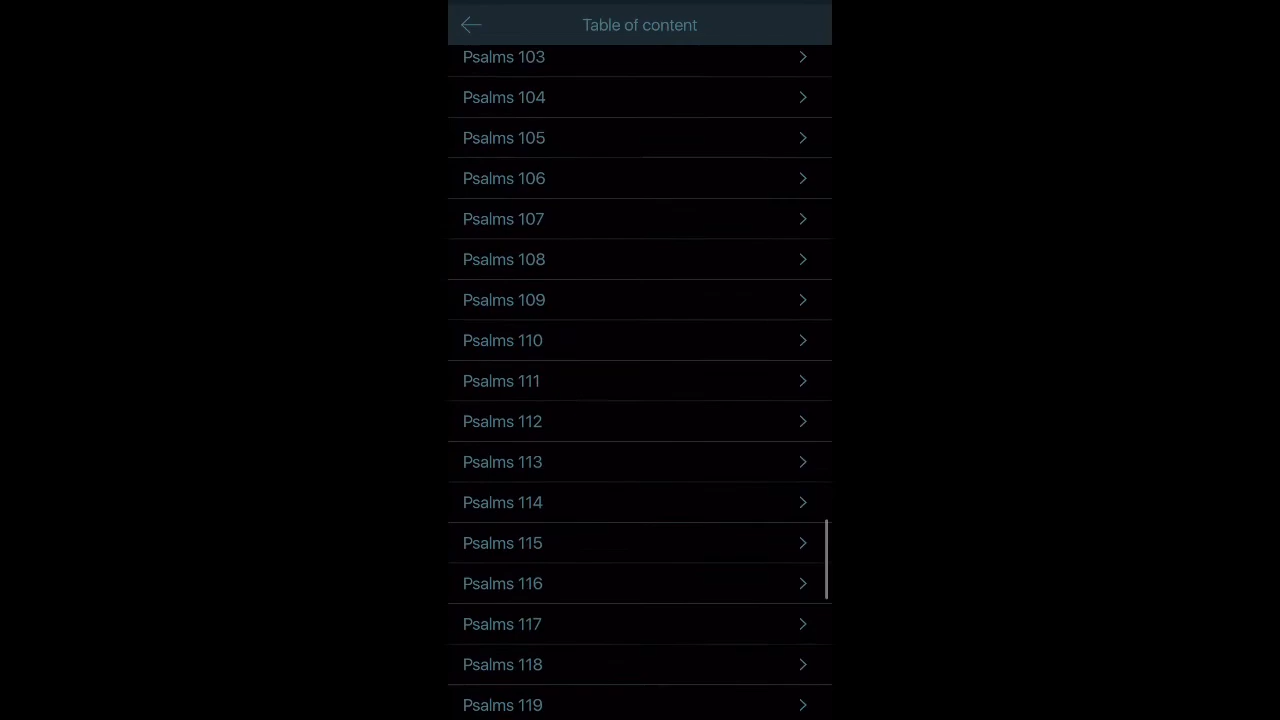 Table of content
Psalms 103
Psalms 104
Psalms 105
Psalms 106
Psalms 107
Psalms 108
Psalms 109
Psalms 110
Psalms 111
Psalms 112
Psalms 113
Psalms 114
Psalms 115
Psalms 116
Psalms 117
Psalms 118
Psalms 119